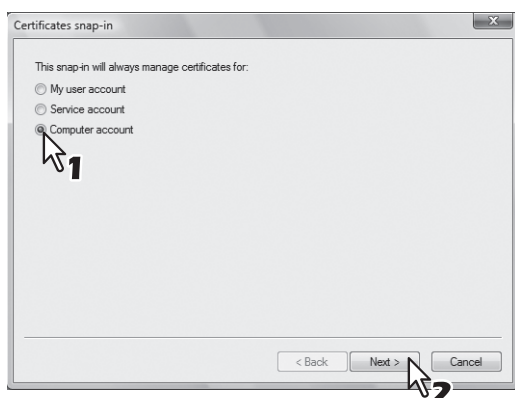 Certificates snap-in
This snap-in will always manage certificates for:
My user account
Service account
Computer account
1
< Back Next > Cancel
2